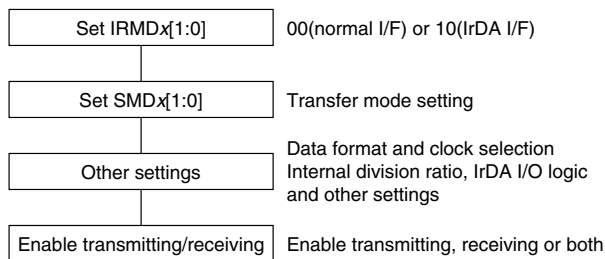 Set IRMDx[1:0] 00(normal I/F) or 10(IrDA I/F)
Set SMDx[1:0] Transfer mode setting
Other settings
Data format and clock selection
Internal division ratio, IrDA I/O logic
and other settings
Enable transmitting/receiving Enable transmitting, receiving or both